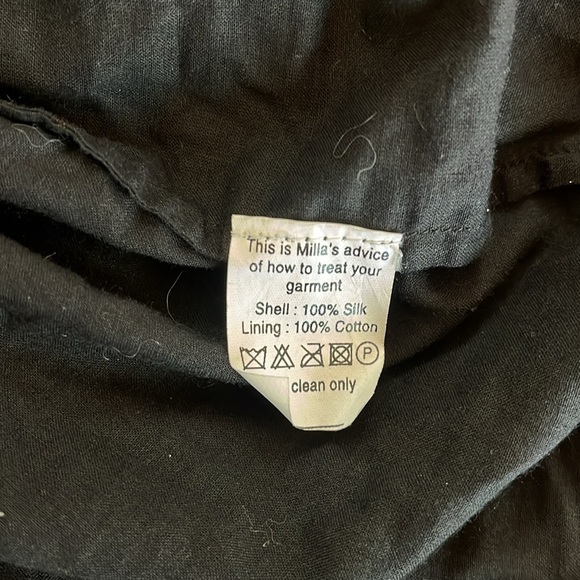 This is Milla's advice
of how to treat your
garment
Shell : 100% Silk
Lining : 100% Cotton
P
clean only